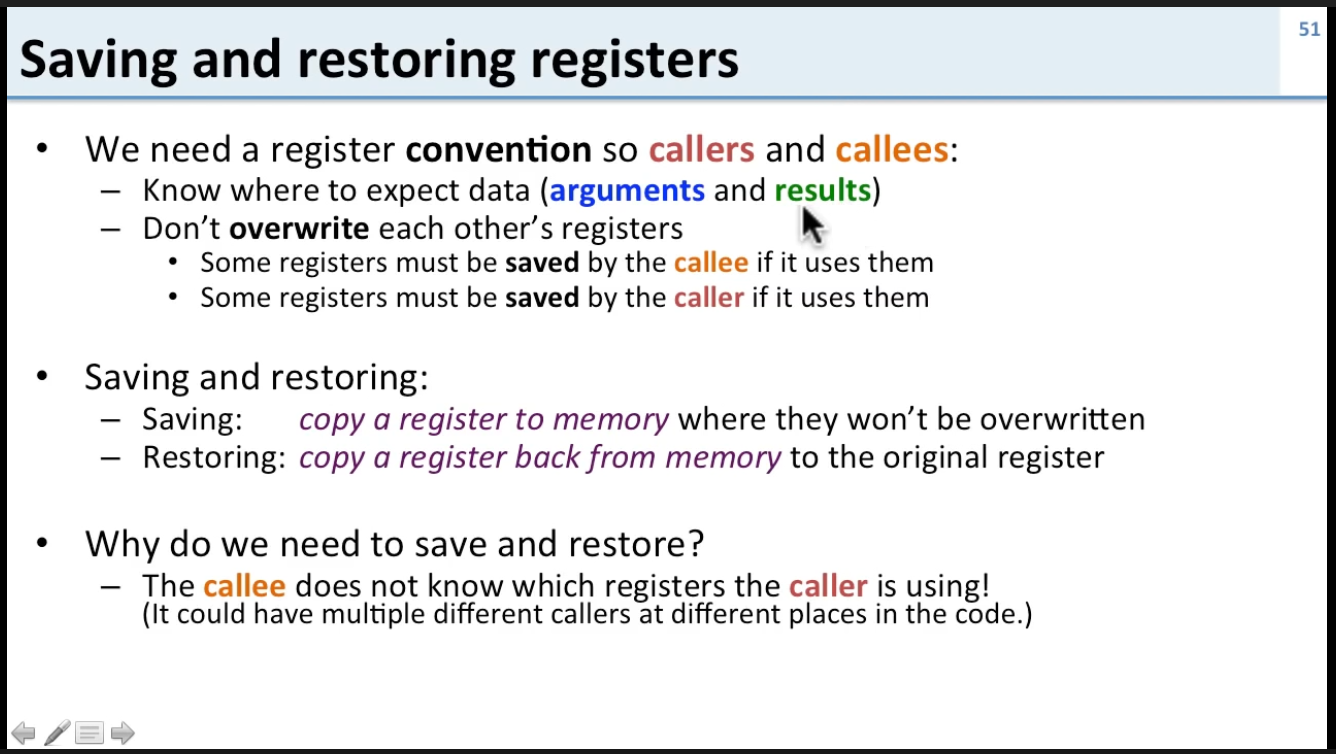 51
Saving and restoring registers
• We need a register convention so callers and callees:
– Know where to expect data (arguments and results)
– Don’t overwrite each other’s registers
• Some registers must be saved by the callee if it uses them
• Some registers must be saved by the caller if it uses them
• Saving and restoring:
– Saving: copy a register to memory where they won’t be overwritten
– Restoring: copy a register back from memory to the original register
• Why do we need to save and restore?
– The callee does not know which registers the caller is using!
(It could have multiple different callers at different places in the code.)